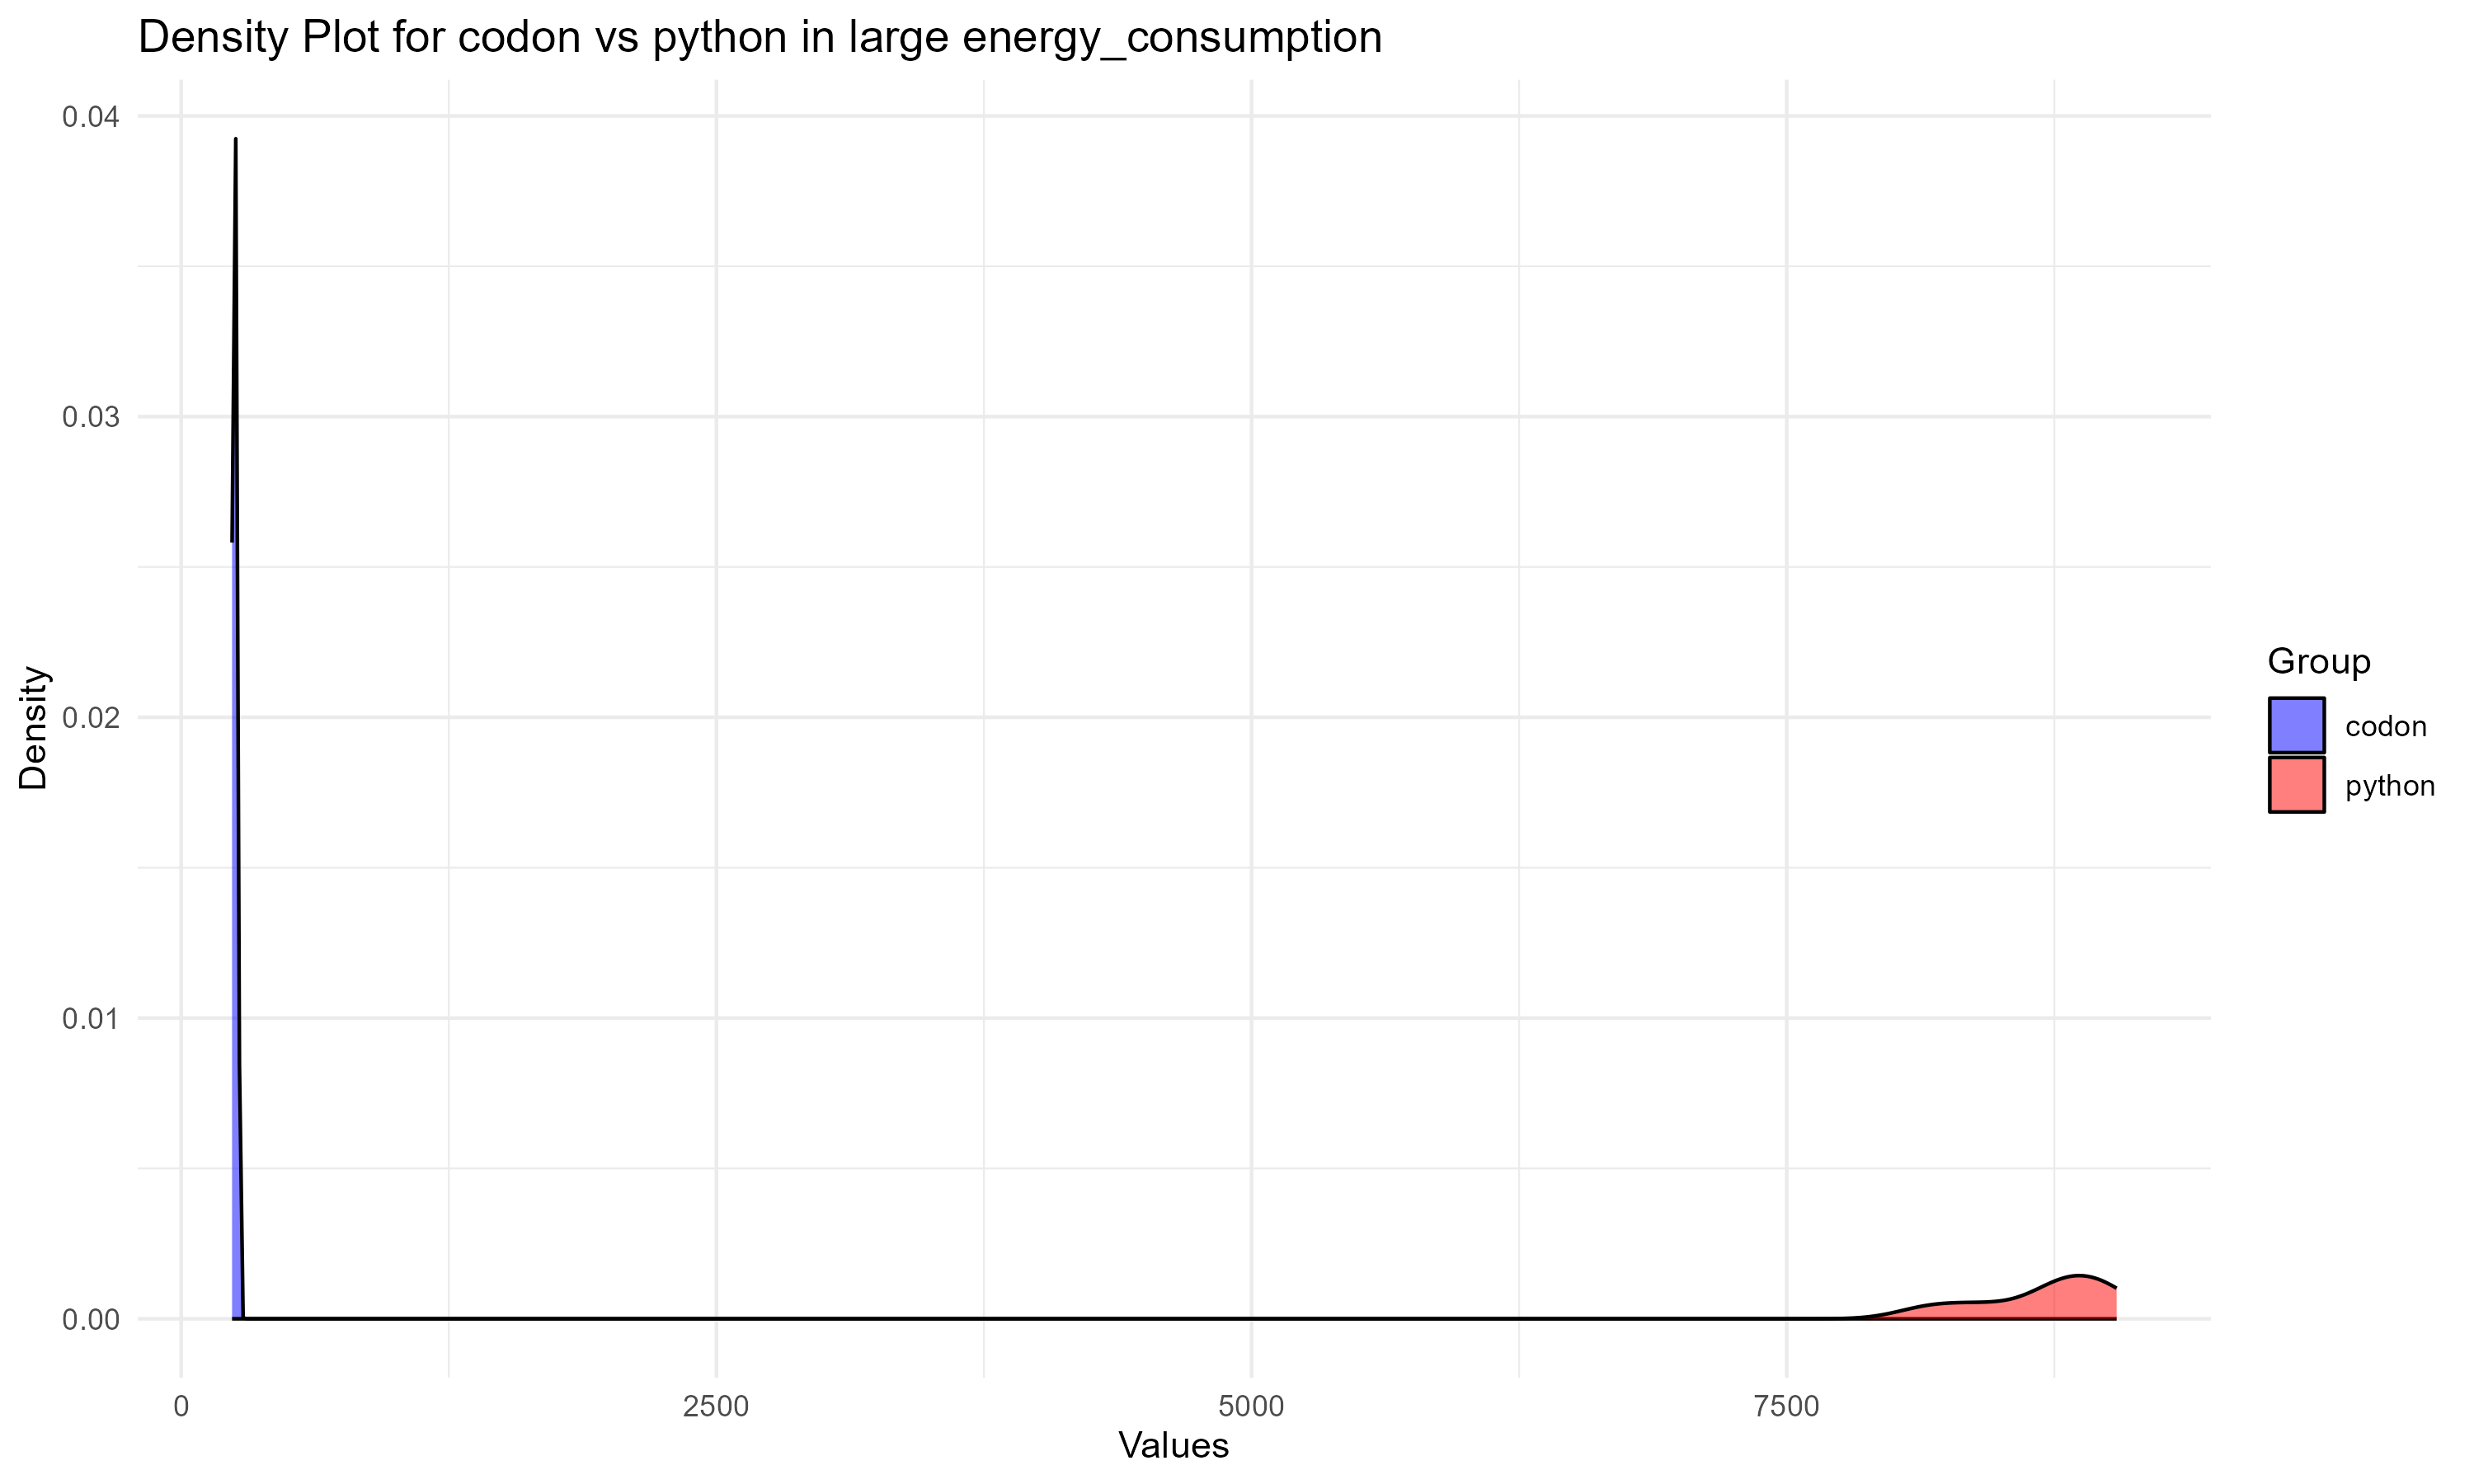 Density Plot for codon vs python in large energy_consumption
0.04
0.03
0.02
0.01
0.00
Density
0
2500
5000
7500
Values
Group
codon
python